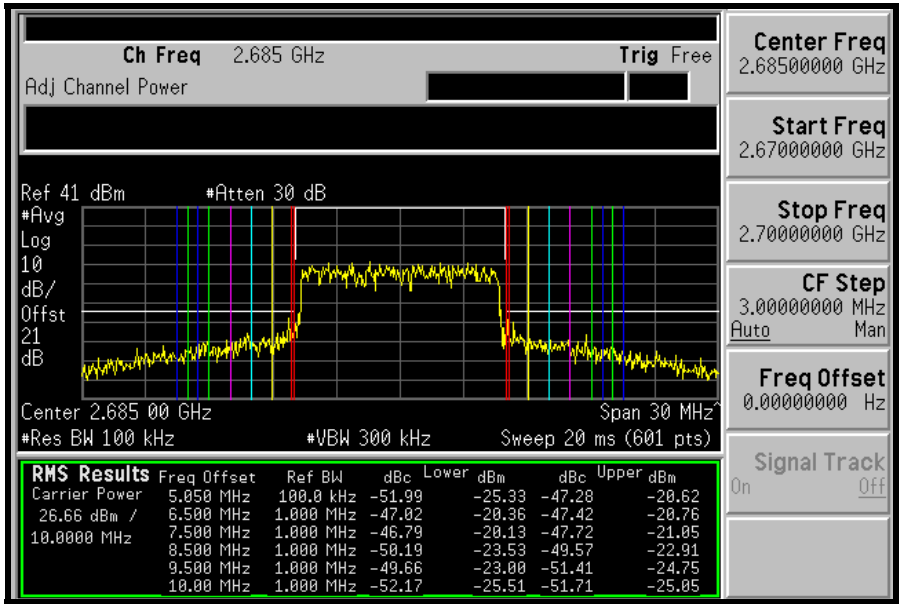 Ch Freq 2.685 GHz Trig Free
Adj Channel Power
Ref 41 dBm #Atten 30 dB
#Avg
Log
10
dB/
Offst
21
dB
Center 2.685 00 GHz Span 30 MHz^
#Res BW 100 kHz #VBW 300 kHz Sweep 20 ms (601 pts)
RMS Results Freq Offset Ref BW dBc Lower dBm dBc Upper dBm
Carrier Power 5.050 MHz 100.0 kHz -51.99 -25.33 -47.28 -20.62
26.66 dBm / 6.500 MHz 1.000 MHz -47.02 -20.36 -47.42 -20.76
10.0000 MHz 7.500 MHz 1.000 MHz -46.79 -20.13 -47.72 -21.05
8.500 MHz 1.000 MHz -50.19 -23.53 -49.57 -22.91
9.500 MHz 1.000 MHz -49.66 -23.00 -51.41 -24.75
10.00 MHz 1.000 MHz -52.17 -25.51 -51.71 -25.05
Center Freq
2.68500000 GHz
Start Freq
2.67000000 GHz
Stop Freq
2.70000000 GHz
CF Step
3.00000000 MHz
Auto Man
Freq Offset
0.00000000 Hz
Signal Track
On Off